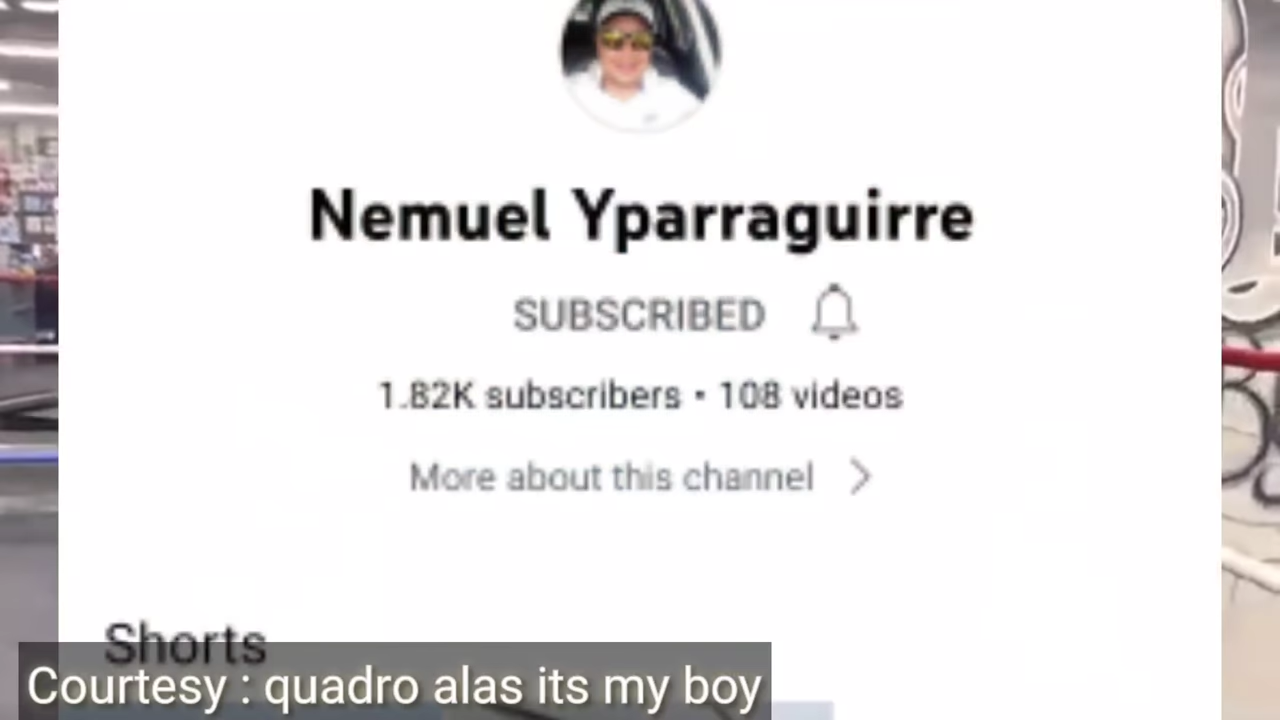 Nemuel Yparraguirre
SUBSCRIBED
1.82K subscribers • 108 videos
More about this channel
Shorts
Courtesy : quadro alas its my boy